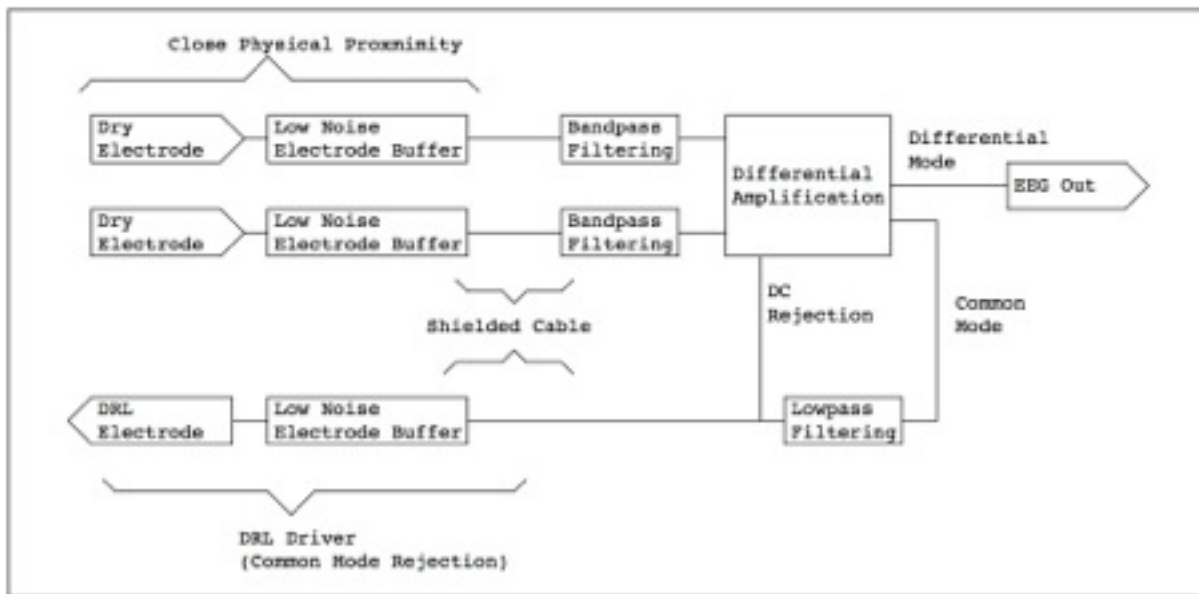 Close Physical Proxnimity
Dry
Electrode
Low Noise
Electrode Buffer
Bandpass
Filtering
Differential
Amplification
Differential
Mode
EEG Out
Dry
Electrode
Low Noise
Electrode Buffer
Bandpass
Filtering
DC
Rejection
Common
Mode
Shielded Cable
DRL
Electrode
Low Noise
Electrode Buffer
Lowpass
Filtering
DRL Driver
(Common Mode Rejection)